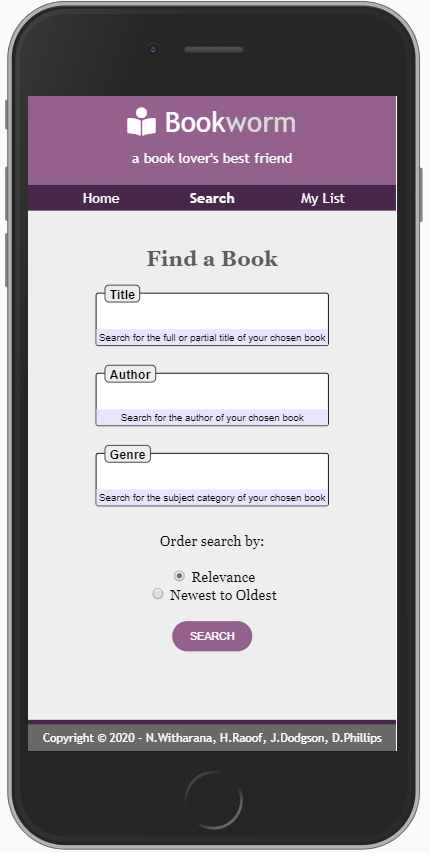 Bookworm
a book lover's best friend
Home Search My List
Find a Book
Title
Search for the full or partial title of your chosen book
Author
Search for the author of your chosen book
Genre
Search for the subject category of your chosen book
Order search by:
Relevance
Newest to Oldest
SEARCH
Copyright © 2020 - N.Witharana, H.Raoof, J.Dodgson, D.Phillips